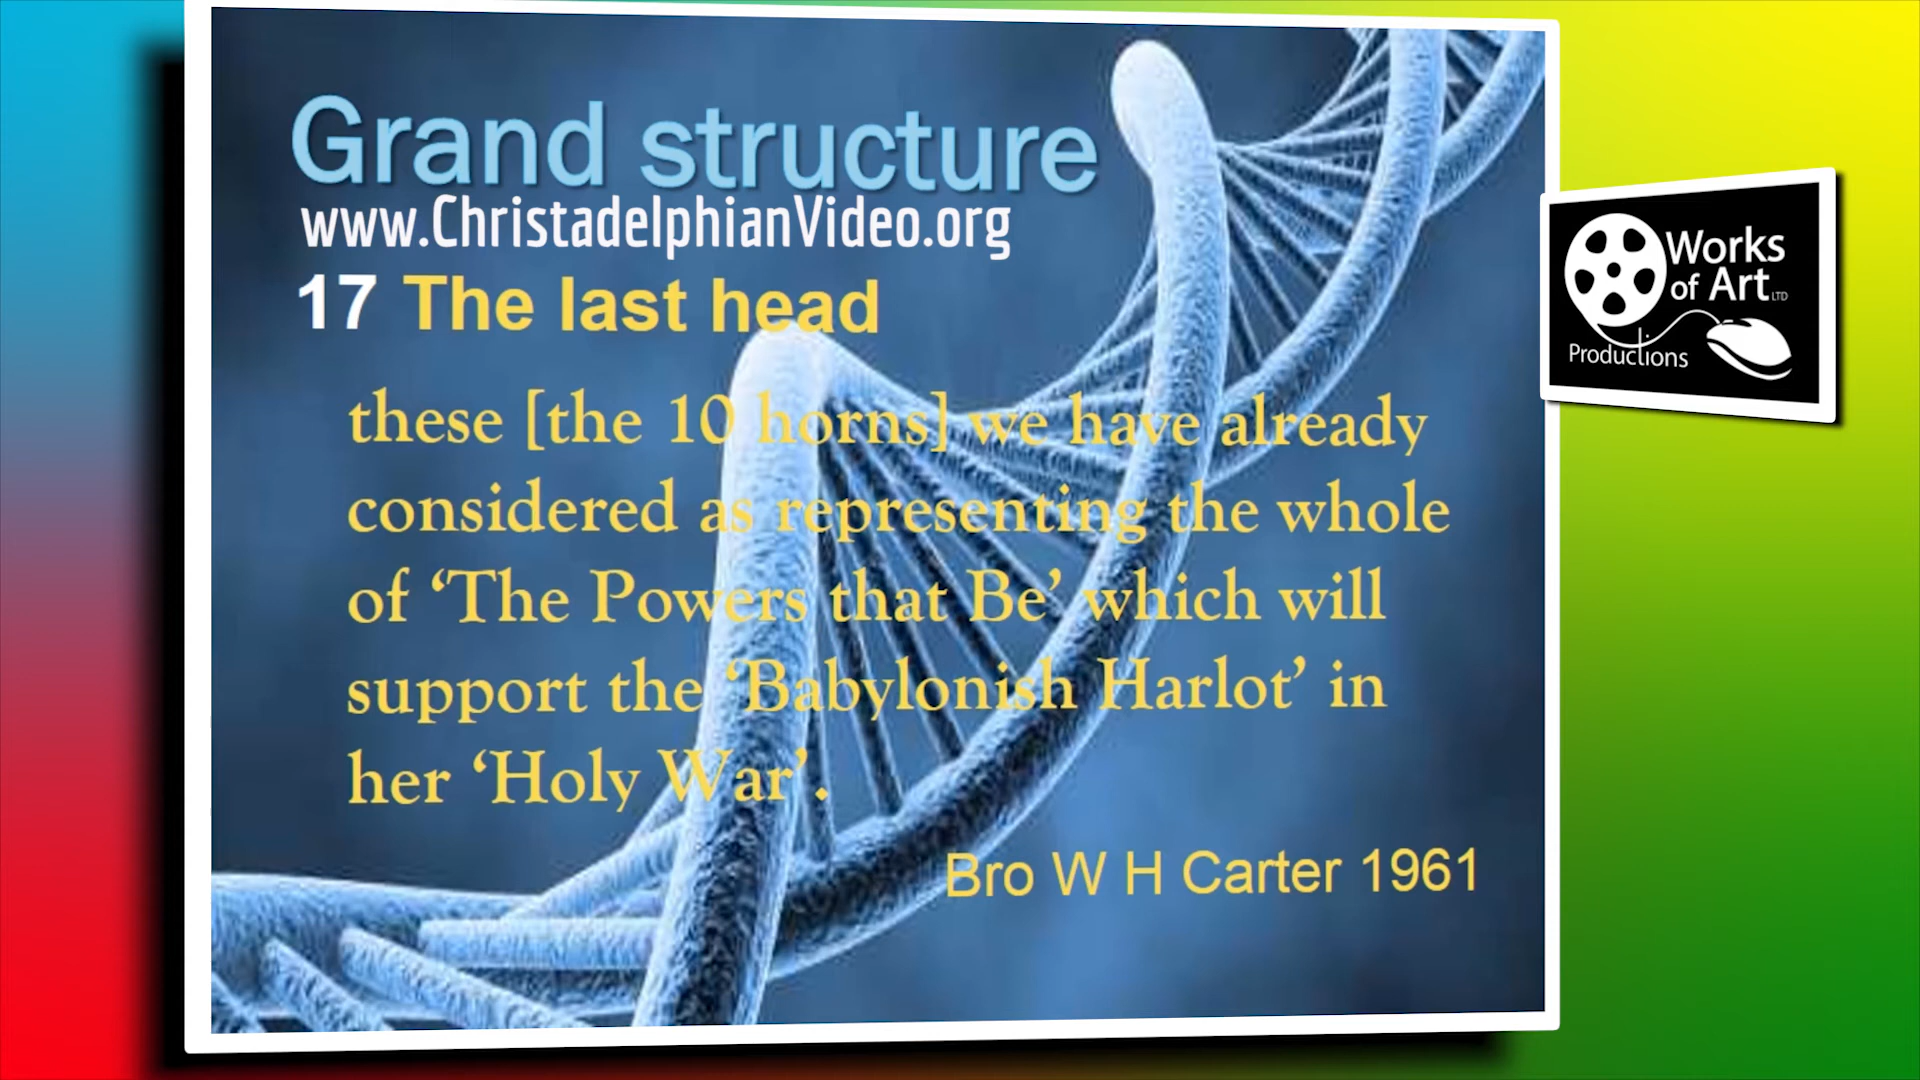 Grand structure
www.ChristadelphianVideo.org
17 The last head
these [the 10 horns] we have already
considered as representing the whole
of ‘The Powers that Be’ which will
support the ‘Babylonish Harlot’ in
her ‘Holy War’.
Bro W H Carter 1961
Works
of Art LTD
Productions